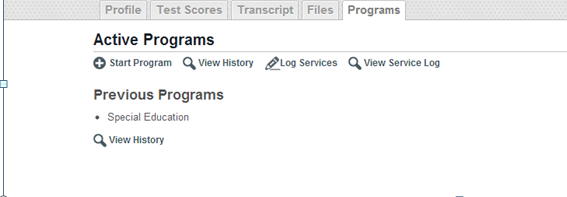 Profile Test Scores Transcript Files Programs
Active Programs
Start Program View History Log Services View Service Log
Previous Programs
• Special Education
View History